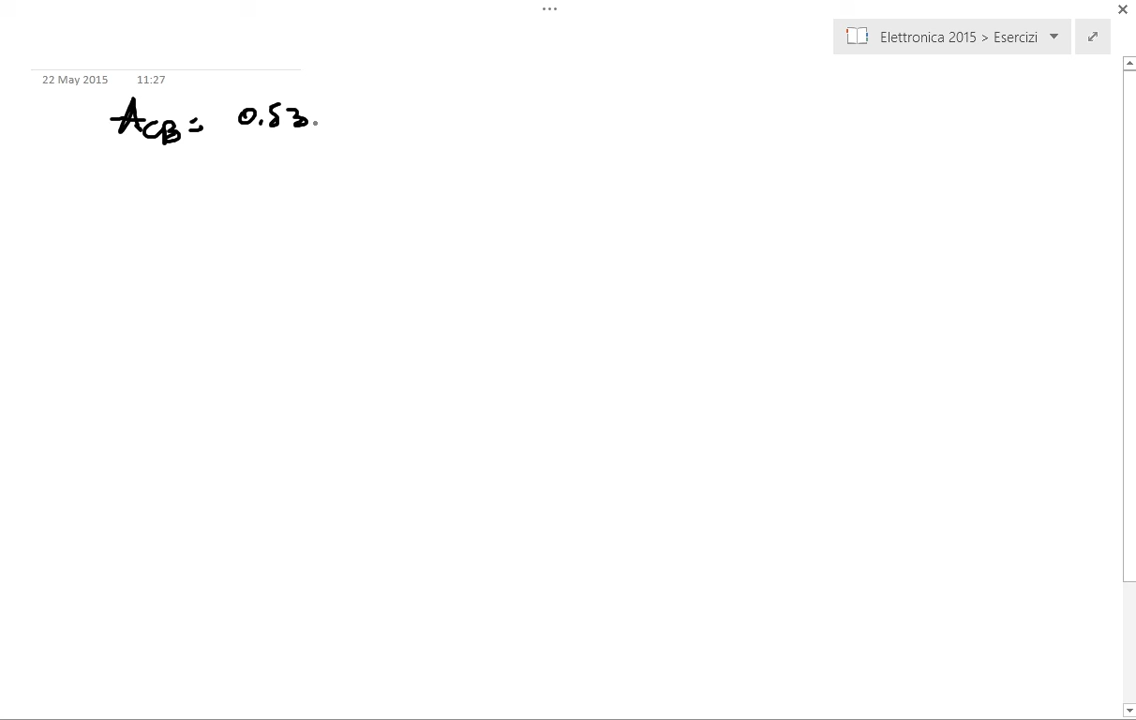 Elettronica 2015 > Esercizi
22 May 2015 11:27
A_CB = 0.53